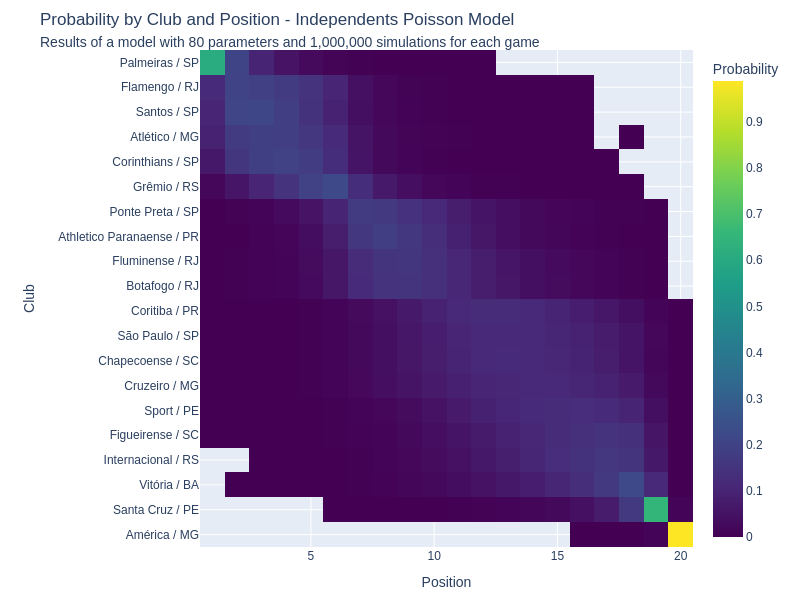 Probability by Club and Position - Independents Poisson Model
Results of a model with 80 parameters and 1,000,000 simulations for each game
Probability
Club
Palmeiras / SP
Flamengo / RJ
Santos / SP
Atlético / MG
Corinthians / SP
Grêmio / RS
Ponte Preta / SP
Athletico Paranaense / PR
Fluminense / RJ
Botafogo / RJ
Coritiba / PR
São Paulo / SP
Chapecoense / SC
Cruzeiro / MG
Sport / PE
Figueirense / SC
Internacional / RS
Vitória / BA
Santa Cruz / PE
América / MG
5 10 15 20
Position
0.9
0.8
0.7
0.6
0.5
0.4
0.3
0.2
0.1
0